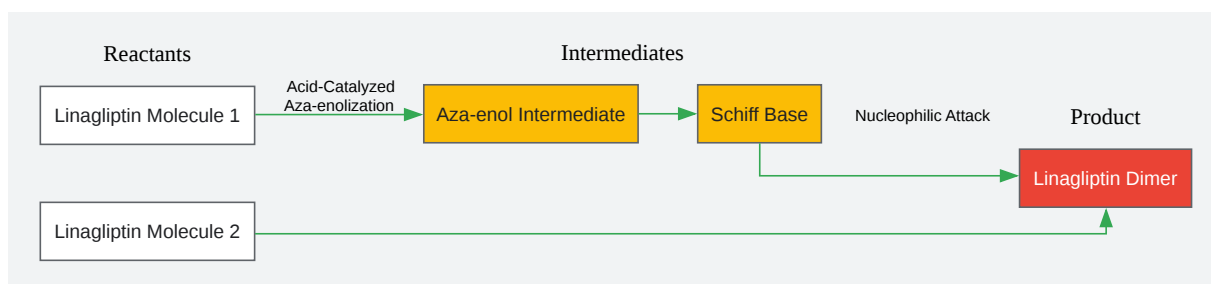 Reactants
Intermediates
Linagliptin Molecule 1
Acid-Catalyzed
Aza-enolization
Aza-enol Intermediate
Schiff Base
Nucleophilic Attack
Product
Linagliptin Dimer
Linagliptin Molecule 2